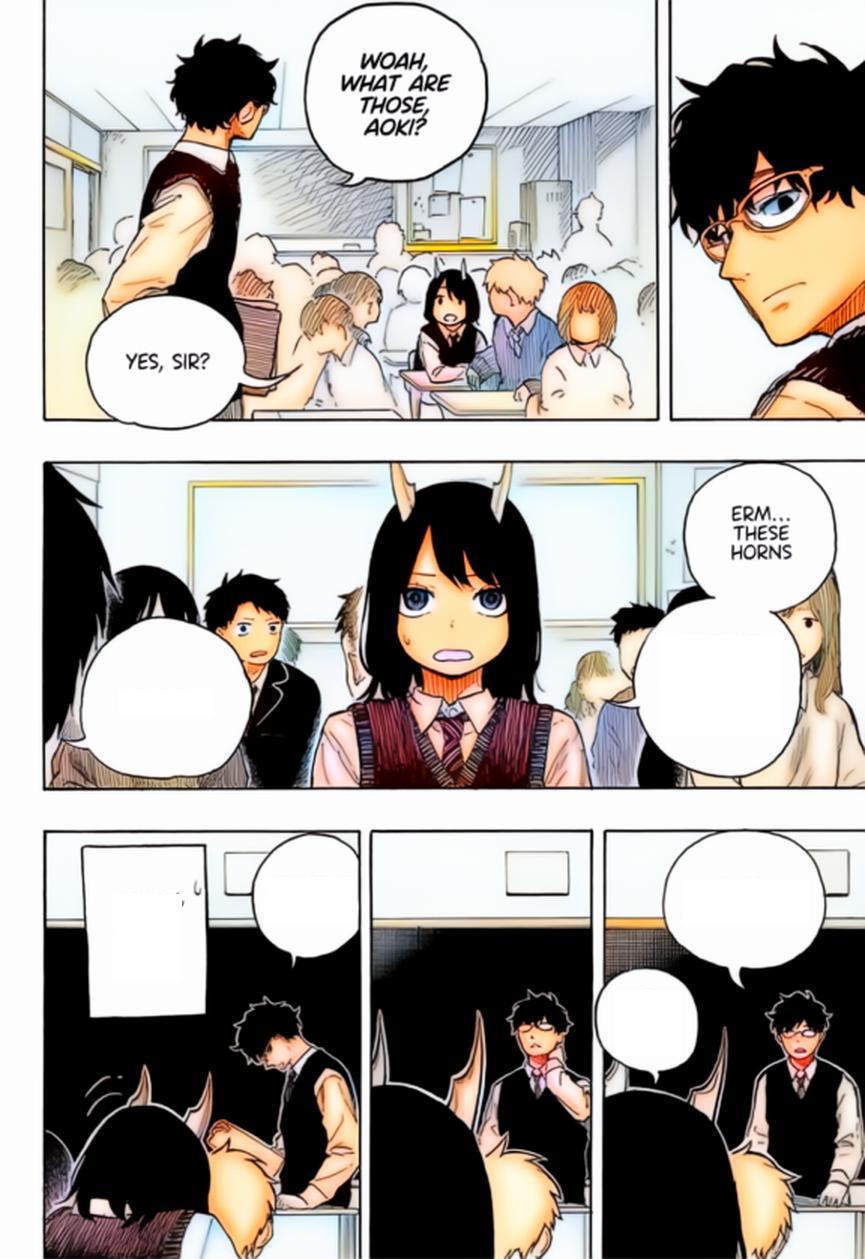 WOAH,
WHAT ARE
THOSE,
AOKI?
YES, SIR?
ERM...
THESE
HORNS